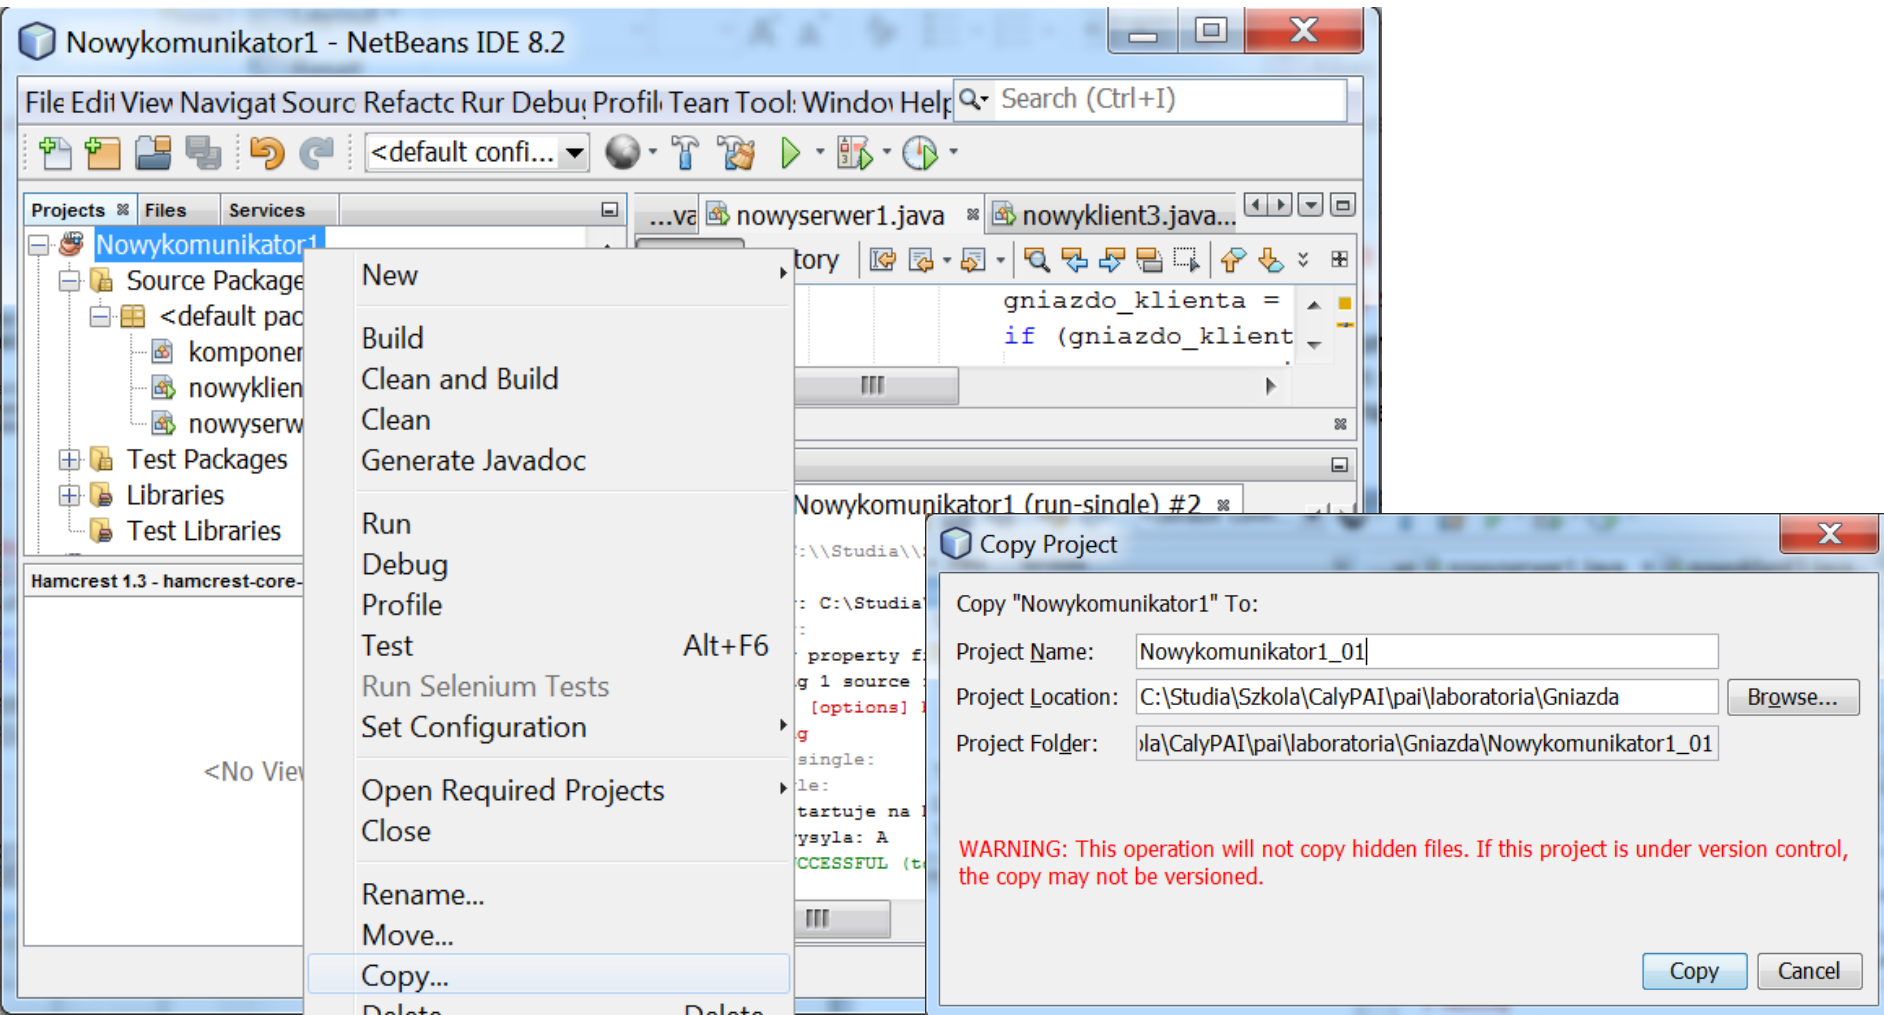 Nowykomunikator1 - NetBeans IDE 8.2
File Edit View Navigat Sourc Refactc Rur Debu Profil Tean Tool Windov Help Search (Ctrl+I)
<default confi...
Projects Files Services
...va nowyserwer1.java nowyklient3.java...
Nowykomunikator1
Source Package
<default pac
komponer
nowyklien
nowyserw
Test Packages
Libraries
Test Libraries
Hamcrest 1.3 - hamcrest-core-
<No Viev
New
Build
Clean and Build
Clean
Generate Javadoc
Run
Debug
Profile
Test Alt+F6
Run Selenium Tests
Set Configuration
Open Required Projects
Close
Rename...
Move...
Copy...
Delete Delete
tory
gniazdo_klienta =
if (gniazdo_klient
Nowykomunikator1 (run-single) #2
:\\Studia\\
: C:\Studia
property f
g 1 source
[options]
g
single:
le:
tartuje na
ysyla: A
CCESSFUL (t
Copy Project
Copy "Nowykomunikator1" To:
Project Name: Nowykomunikator1_01
Project Location: C:\Studia\Szkola\CalyPAI\pai\laboratoria\Gniazda Browse...
Project Folder: la\CalyPAI\pai\laboratoria\Gniazda\Nowykomunikator1_01
WARNING: This operation will not copy hidden files. If this project is under version control,
the copy may not be versioned.
Copy Cancel